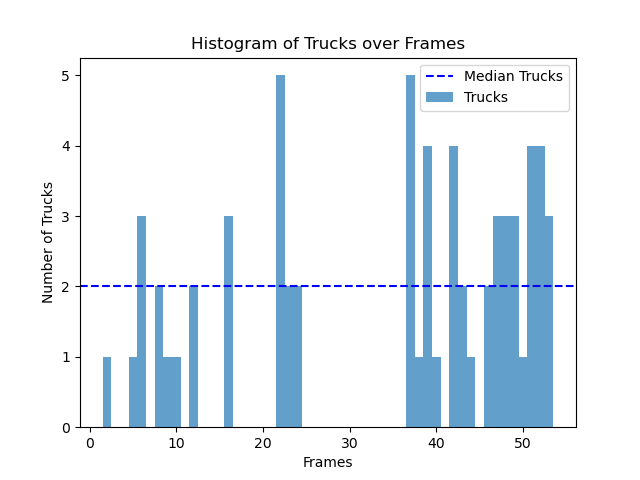 Histogram of Trucks over Frames
Median Trucks
Trucks
Number of Trucks
5
4
3
2
1
0
0 10 20 30 40 50
Frames